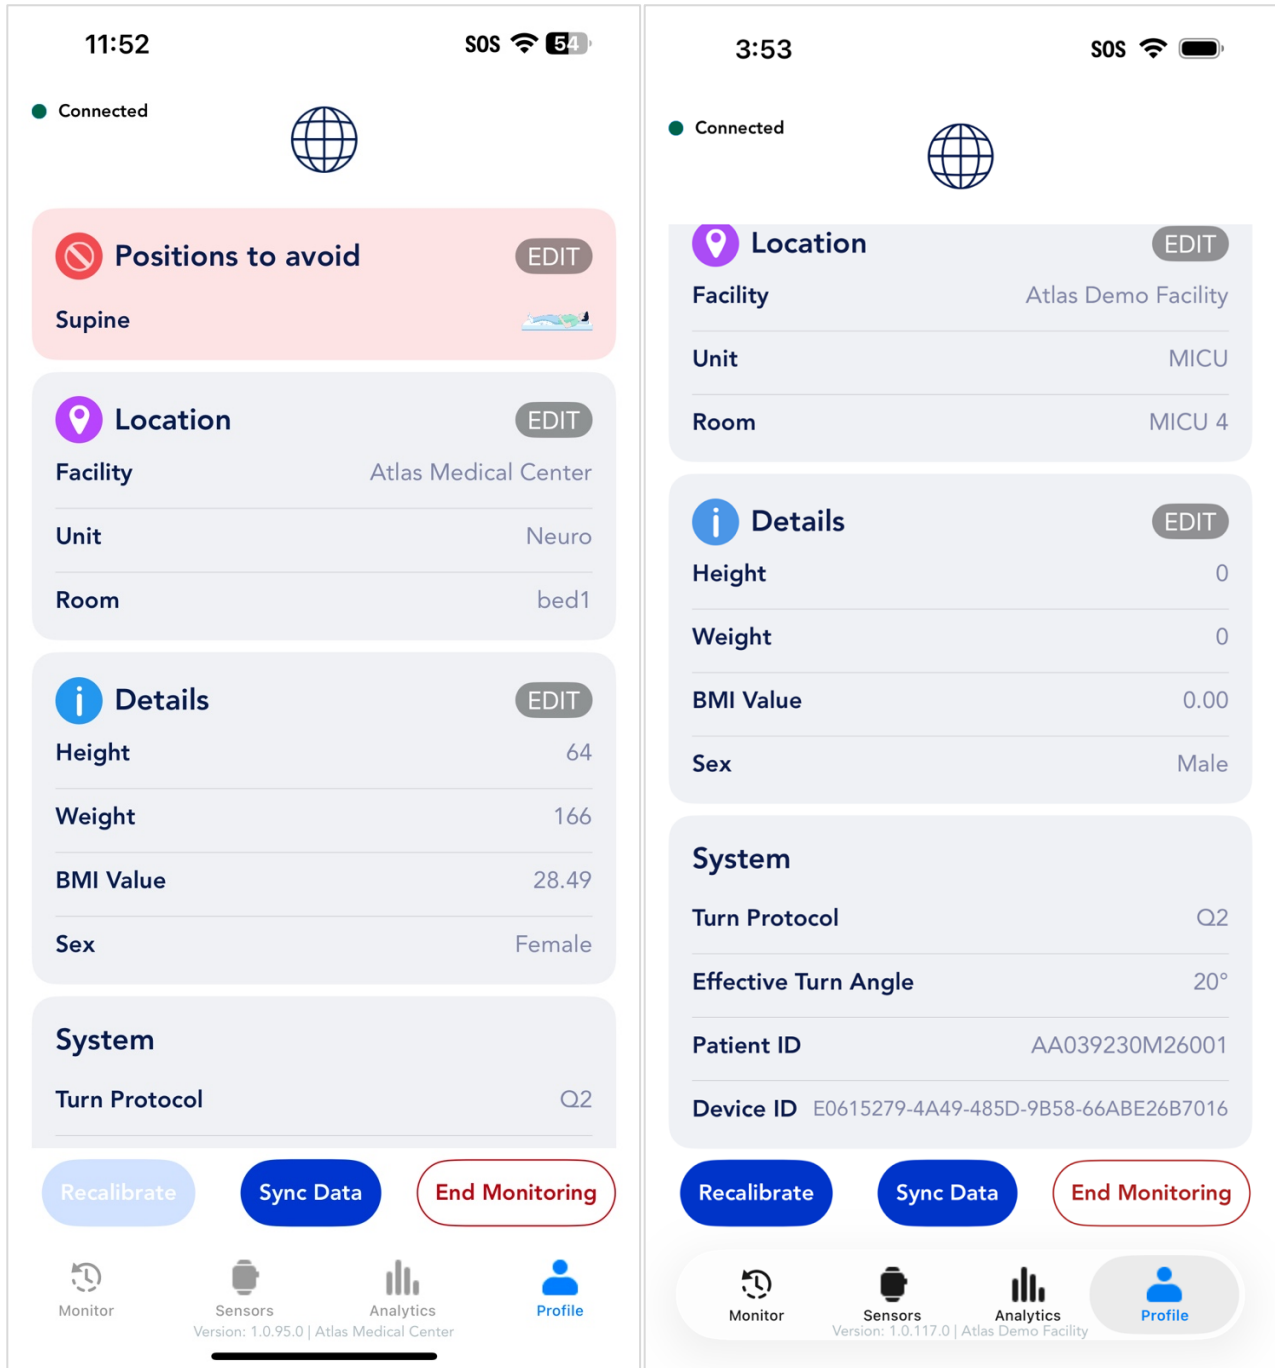 11:52
SOS 54
Connected
Positions to avoid
EDIT
Supine
Location
EDIT
Facility
Atlas Medical Center
Unit
Neuro
Room
bed1
Details
EDIT
Height
64
Weight
166
BMI Value
28.49
Sex
Female
System
Turn Protocol
Q2
Recalibrate
Sync Data
End Monitoring
Monitor
Sensors
Analytics
Profile
Version: 1.0.95.0 | Atlas Medical Center
3:53
SOS
Connected
Location
EDIT
Facility
Atlas Demo Facility
Unit
MICU
Room
MICU 4
Details
EDIT
Height
0
Weight
0
BMI Value
0.00
Sex
Male
System
Turn Protocol
Q2
Effective Turn Angle
20°
Patient ID
AA039230M26001
Device ID
E0615279-4A49-485D-9B58-66ABE26B7016
Recalibrate
Sync Data
End Monitoring
Monitor
Sensors
Analytics
Profile
Version: 1.0.117.0 | Atlas Demo Facility